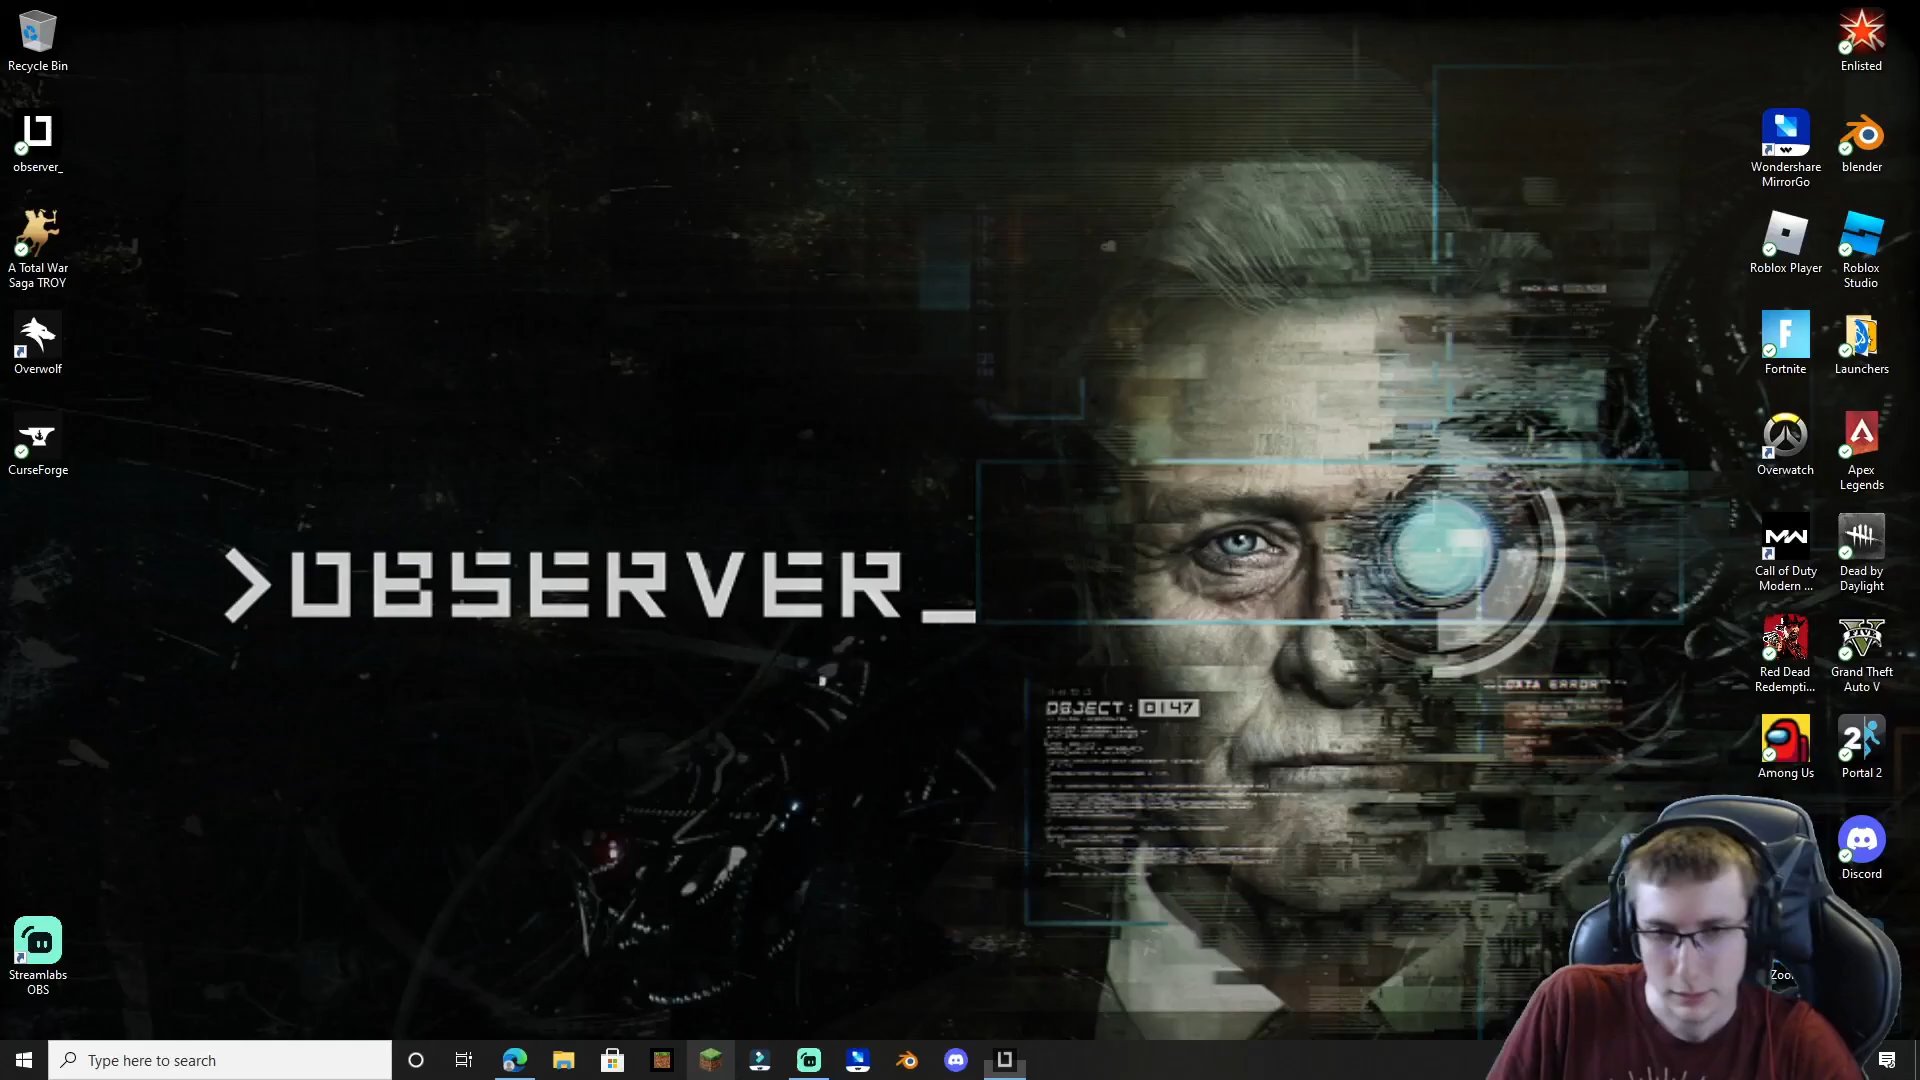 Recycle Bin
observer_
A Total War
Saga TROY
Overwolf
CurseForge
Streamlabs
OBS
>OBSERVER_
OBJECT: 0147
DATA ERROR
Enlisted
Wondershare
MirrorGo
blender
Roblox Player
Roblox
Studio
Fortnite
Launchers
Overwatch
Apex
Legends
Call of Duty
Modern ...
Dead by
Daylight
Red Dead
Redempti...
Grand Theft
Auto V
Among Us
Portal 2
Discord
Type here to search